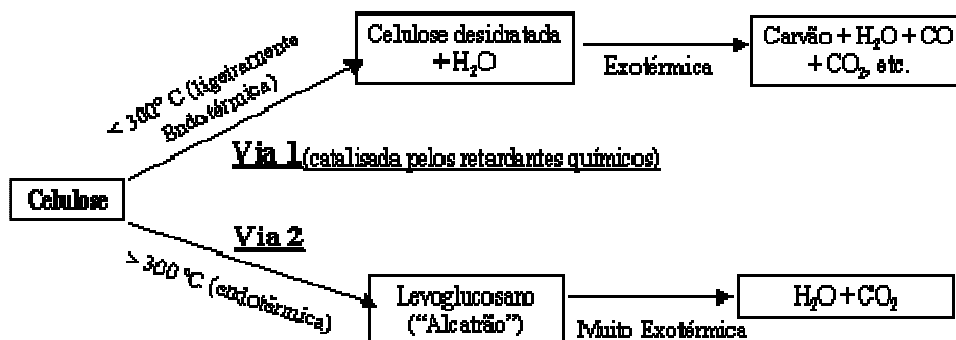 Celulose desidratada
+ H₂O
Exotérmica
Carvão + H₂O + CO
+ CO₂, etc.
< 300° C (ligeiramente
Endotérmica)
Via 1 (catalisada pelos retardantes químicos)
Celulose
Via 2
> 300 °C (endotérmica)
Levoglucosano
("Alcatrão")
Muito Exotérmica
H₂O + CO₂